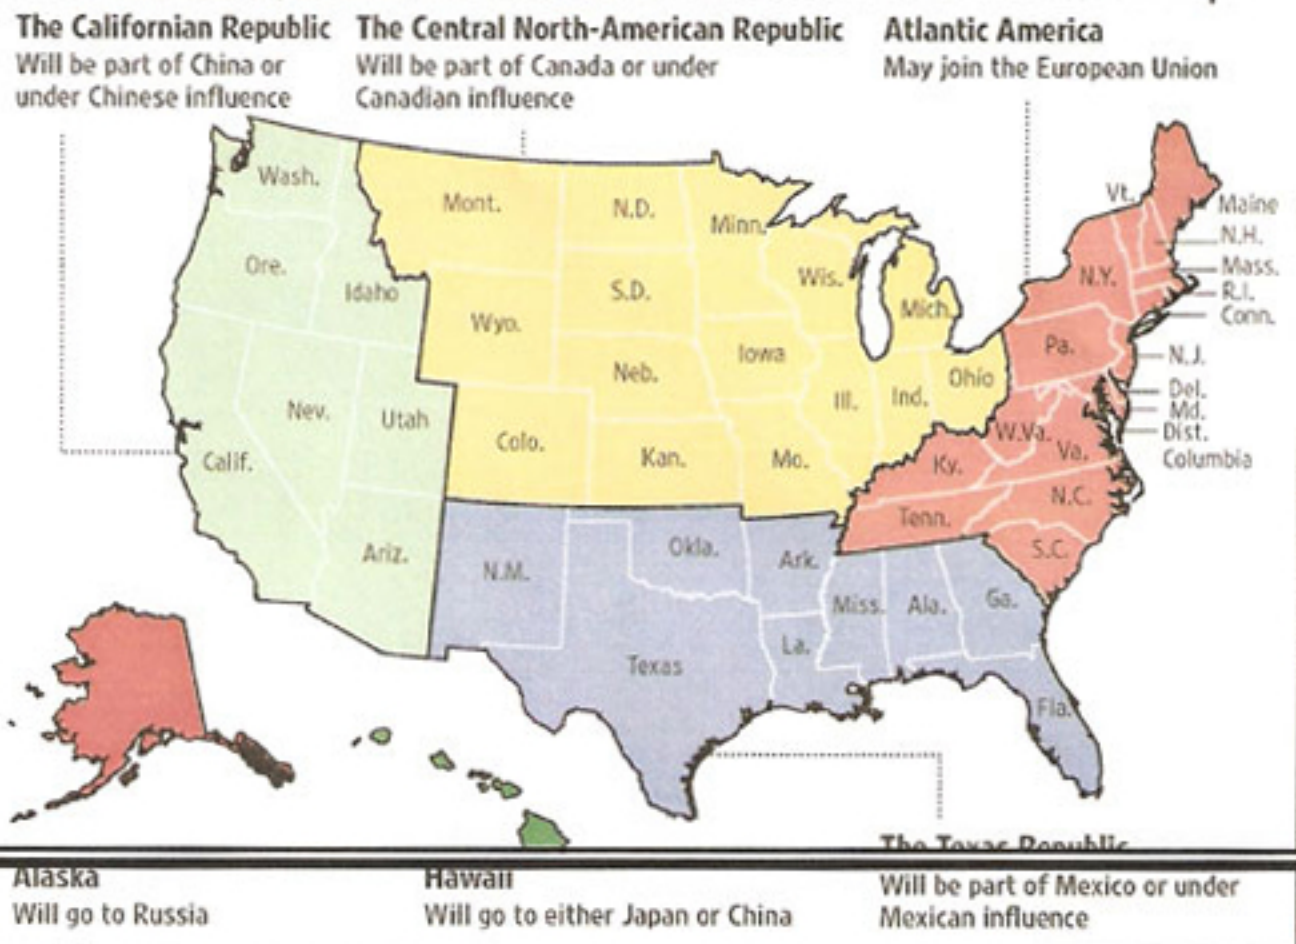 The Californian Republic
Will be part of China or
under Chinese influence
The Central North-American Republic
Will be part of Canada or under
Canadian influence
Atlantic America
May join the European Union
Wash.
Mont.
N.D.
Minn.
Vt.
Maine
N.H.
Ore.
Idaho
S.D.
Wis.
Mich.
N.Y.
Mass.
R.I.
Conn.
Wyo.
Iowa
Pa.
N.J.
Neb.
Ill.
Ind.
Ohio
Del.
Md.
Dist.
Columbia
Nev.
Utah
Calif.
Colo.
Kan.
Mo.
Ky.
W.Va.
Va.
N.C.
Tenn.
S.C.
Ariz.
N.M.
Okla.
Ark.
Miss.
Ala.
Ga.
Texas
La.
Fla.
The Texas Republic
Will be part of Mexico or under
Mexican influence
Alaska
Will go to Russia
Hawaii
Will go to either Japan or China